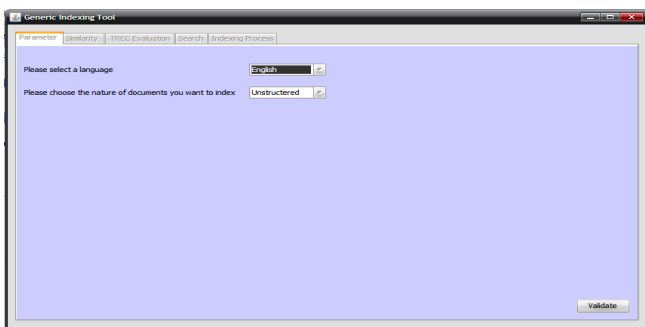 Generic Indexing Tool
Parameter Similarity TREC Evaluation Search Indexing Process
Please select a language English
Please choose the nature of documents you want to index Unstructered
Validate